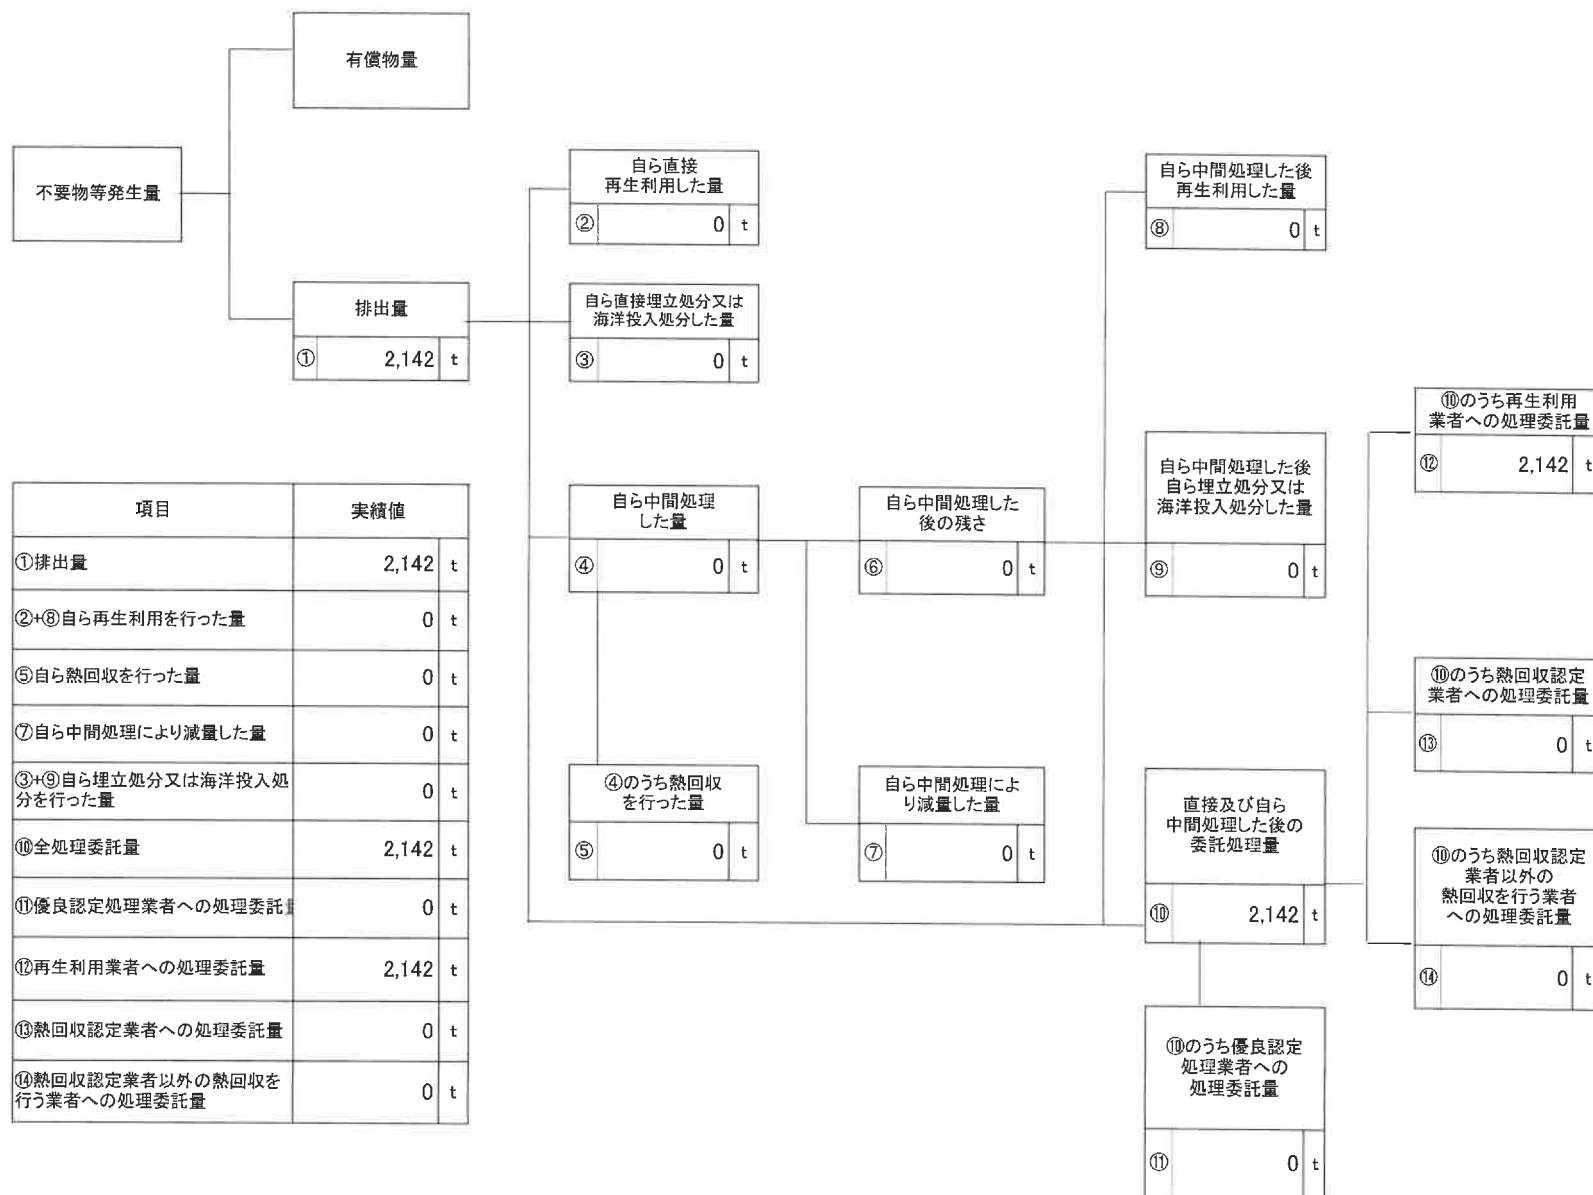 有償物量
不要物等発生量
排出量
① 2,142 t
自ら直接
再生利用した量
② 0 t
自ら直接埋立処分又は
海洋投入処分した量
③ 0 t
自ら中間処理
した量
④ 0 t
④のうち熱回収
を行った量
⑤ 0 t
自ら中間処理した
後の残さ
⑥ 0 t
自ら中間処理によ
り減量した量
⑦ 0 t
自ら中間処理した後
再生利用した量
⑧ 0 t
自ら中間処理した後
自ら埋立処分又は
海洋投入処分した量
⑨ 0 t
直接及び自ら
中間処理した後の
委託処理量
⑩ 2,142 t
⑩のうち優良認定
処理業者への
処理委託量
⑪ 0 t
⑩のうち再生利用
業者への処理委託量
⑫ 2,142 t
⑩のうち熱回収認定
業者への処理委託量
⑬ 0 t
⑩のうち熱回収認定
業者以外の
熱回収を行う業者
への処理委託量
⑭ 0 t
項目 実績値
①排出量 2,142 t
②+⑧自ら再生利用を行った量 0 t
⑤自ら熱回収を行った量 0 t
⑦自ら中間処理により減量した量 0 t
③+⑨自ら埋立処分又は海洋投入処
分を行った量 0 t
⑩全処理委託量 2,142 t
⑪優良認定処理業者への処理委託 0 t
⑫再生利用業者への処理委託量 2,142 t
⑬熱回収認定業者への処理委託量 0 t
⑭熱回収認定業者以外の熱回収を
行う業者への処理委託量 0 t